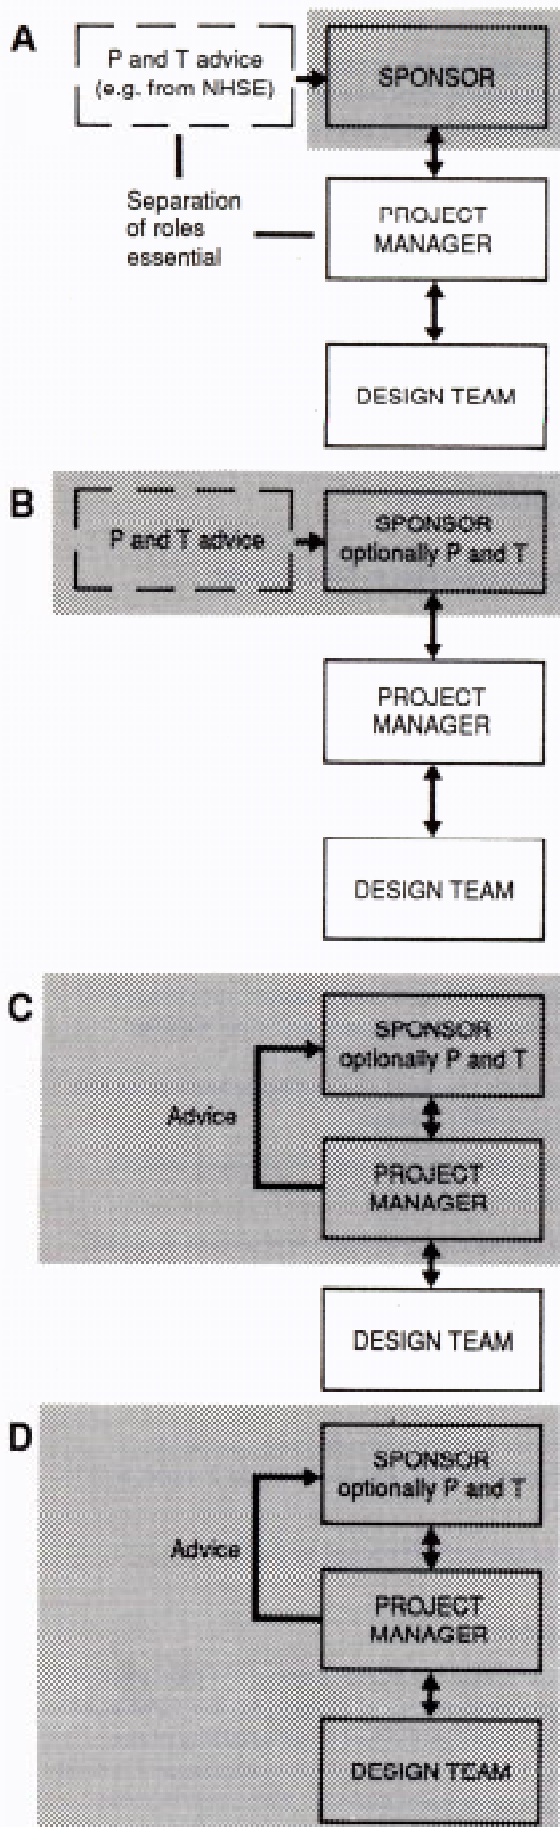 A
P and T advice
(e.g. from NHSE)
SPONSOR
Separation
of roles
essential
PROJECT
MANAGER
DESIGN TEAM
B
P and T advice
SPONSOR
optionally P and T
PROJECT
MANAGER
DESIGN TEAM
C
SPONSOR
optionally P and T
Advice
PROJECT
MANAGER
DESIGN TEAM
D
SPONSOR
optionally P and T
Advice
PROJECT
MANAGER
DESIGN TEAM